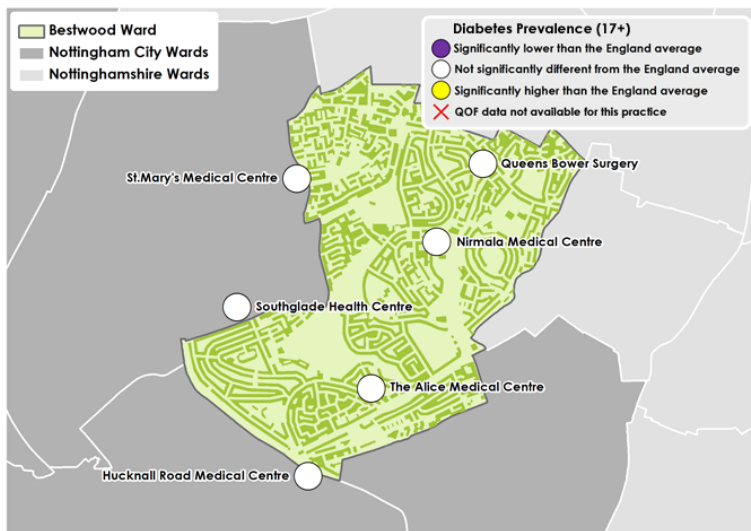 Bestwood Ward
Nottingham City Wards
Nottinghamshire Wards
Diabetes Prevalence (17+)
Significantly lower than the England average
Not significantly different from the England average
Significantly higher than the England average
QOF data not available for this practice
Queens Bower Surgery
St.Mary's Medical Centre
Nirmala Medical Centre
Southglade Health Centre
The Alice Medical Centre
Hucknall Road Medical Centre